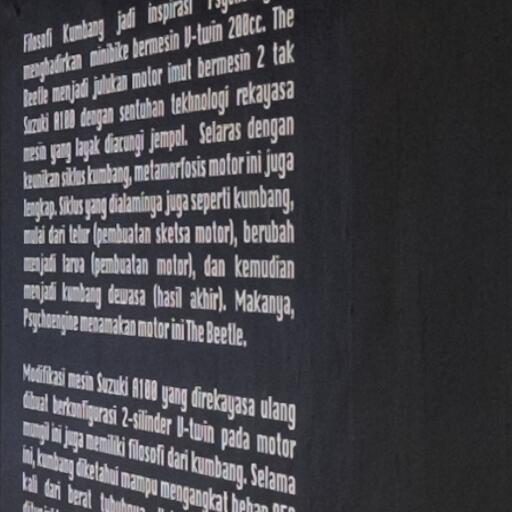 Filosofi Kumbang jadi inspirasi
menghadirkan minibike bermesin U-twin 200cc. The
Beetle menjadi julukan motor imut bermesin 2 tak
Suzuki A100 dengan sentuhan tekhnologi rekayasa
mesin yang layak diacungi jempol. Selaras dengan
keunikan siklus kumbang, metamorfosis motor ini juga
lengkap. Siklus yang dialaminya juga seperti kumbang,
mulai dari telur (pembuatan sketsa motor), berubah
menjadi larva (pembuatan motor), dan kemudian
menjadi kumbang dewasa (hasil akhir). Makanya,
Psychoengine menamakan motor ini The Beetle.
Modifikasi mesin Suzuki A100 yang direkayasa ulang
dibuat berkonfigurasi 2-silinder U-twin pada motor
mungil ini juga memiliki filosofi dari kumbang. Selama
ini, kumbang diketahui mampu mengangkat beban 850
kali dari berat tubuhnya.